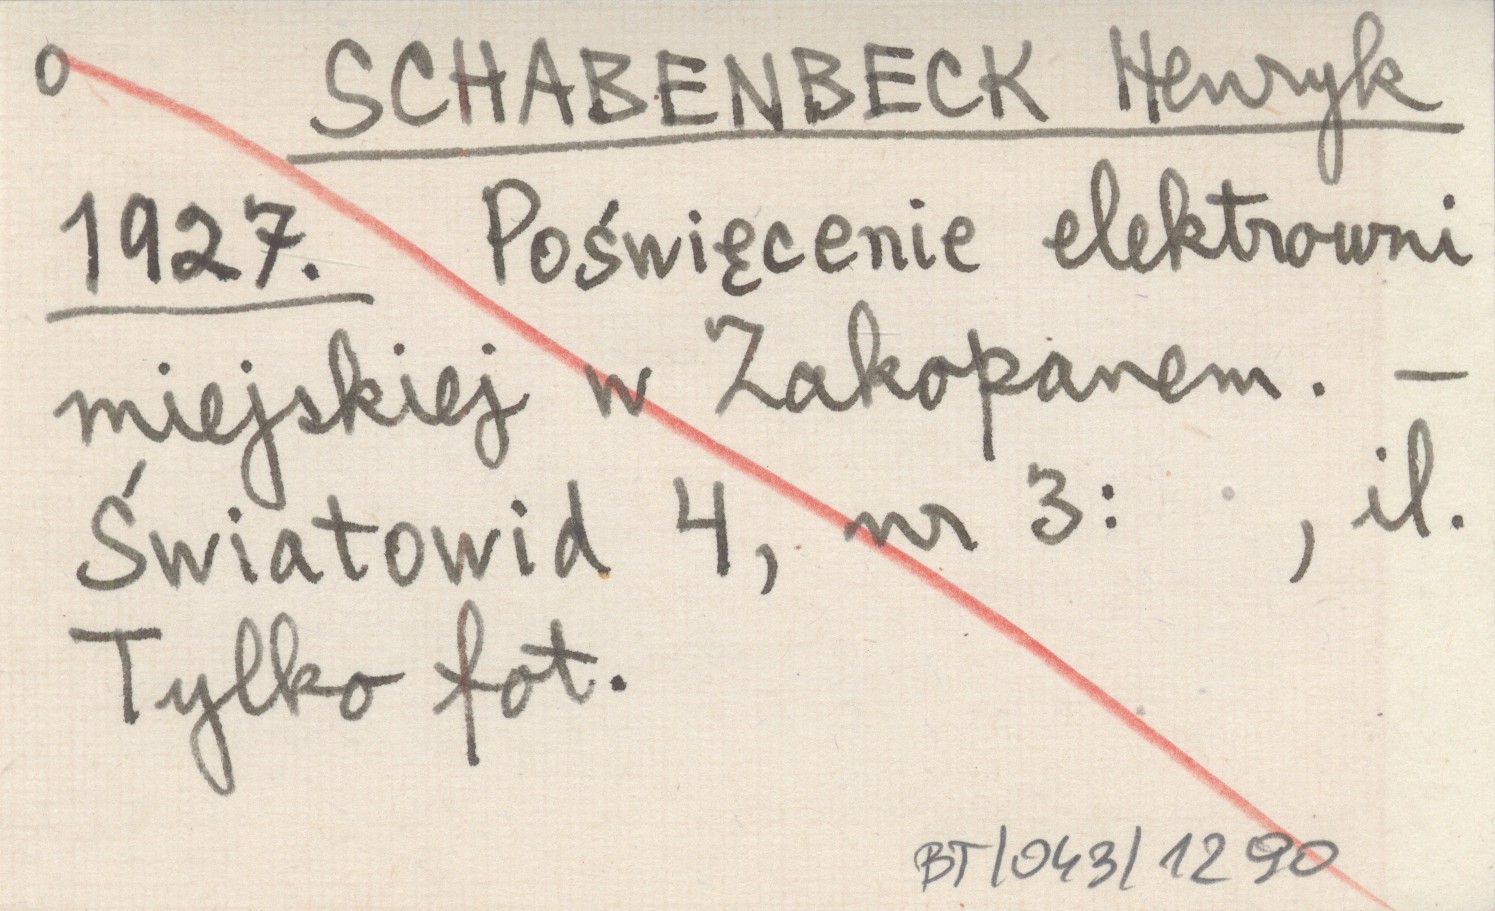 o SCHABENBECK Henryk
1927. Poświęcenie elektrowni
miejskiej w Zakopanem. —
Światowid 4, nr 3: , il.
Tylko fot.
BT/043/1290